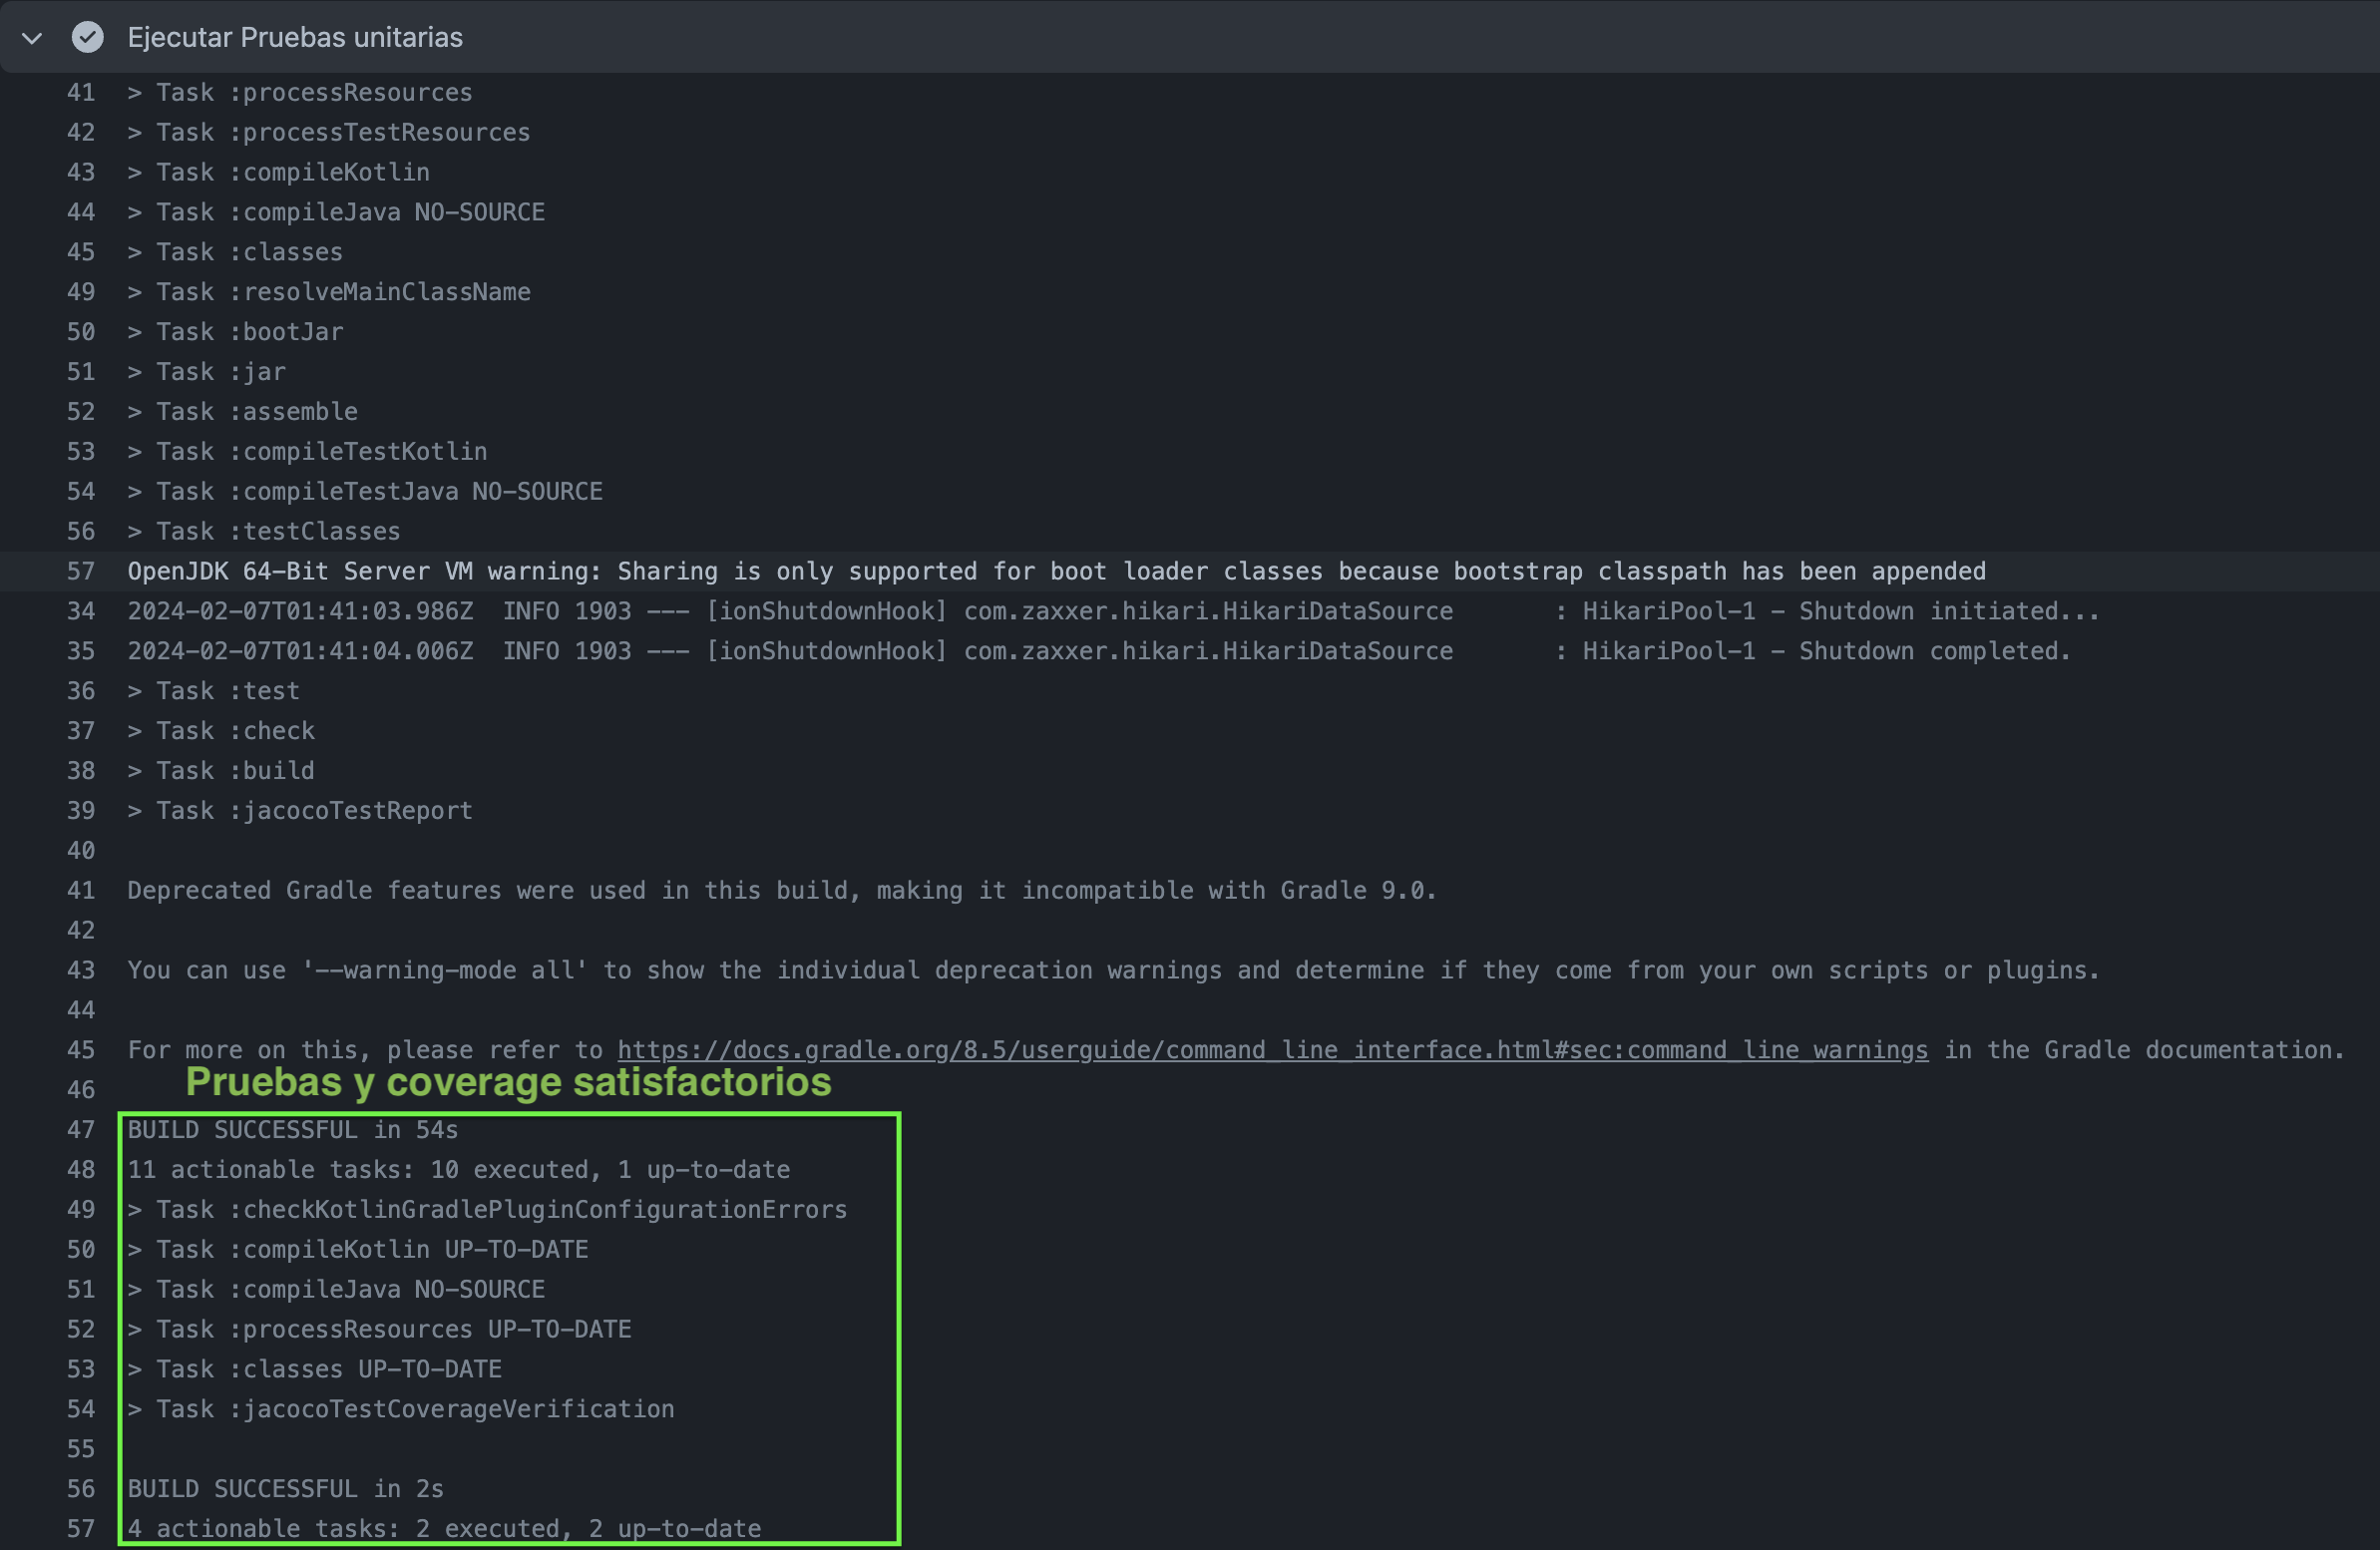 Ejecutar Pruebas unitarias
41 > Task :processResources
42 > Task :processTestResources
43 > Task :compileKotlin
44 > Task :compileJava NO-SOURCE
45 > Task :classes
49 > Task :resolveMainClassName
50 > Task :bootJar
51 > Task :jar
52 > Task :assemble
53 > Task :compileTestKotlin
54 > Task :compileTestJava NO-SOURCE
56 > Task :testClasses
57 OpenJDK 64-Bit Server VM warning: Sharing is only supported for boot loader classes because bootstrap classpath has been appended
34 2024-02-07T01:41:03.986Z  INFO 1903 --- [ionShutdownHook] com.zaxxer.hikari.HikariDataSource       : HikariPool-1 - Shutdown initiated...
35 2024-02-07T01:41:04.006Z  INFO 1903 --- [ionShutdownHook] com.zaxxer.hikari.HikariDataSource       : HikariPool-1 - Shutdown completed.
36 > Task :test
37 > Task :check
38 > Task :build
39 > Task :jacocoTestReport
40
41 Deprecated Gradle features were used in this build, making it incompatible with Gradle 9.0.
42
43 You can use '--warning-mode all' to show the individual deprecation warnings and determine if they come from your own scripts or plugins.
44
45 For more on this, please refer to https://docs.gradle.org/8.5/userguide/command_line_interface.html#sec:command_line_warnings in the Gradle documentation.
Pruebas y coverage satisfactorios
46
47 BUILD SUCCESSFUL in 54s
48 11 actionable tasks: 10 executed, 1 up-to-date
49 > Task :checkKotlinGradlePluginConfigurationErrors
50 > Task :compileKotlin UP-TO-DATE
51 > Task :compileJava NO-SOURCE
52 > Task :processResources UP-TO-DATE
53 > Task :classes UP-TO-DATE
54 > Task :jacocoTestCoverageVerification
55
56 BUILD SUCCESSFUL in 2s
57 4 actionable tasks: 2 executed, 2 up-to-date